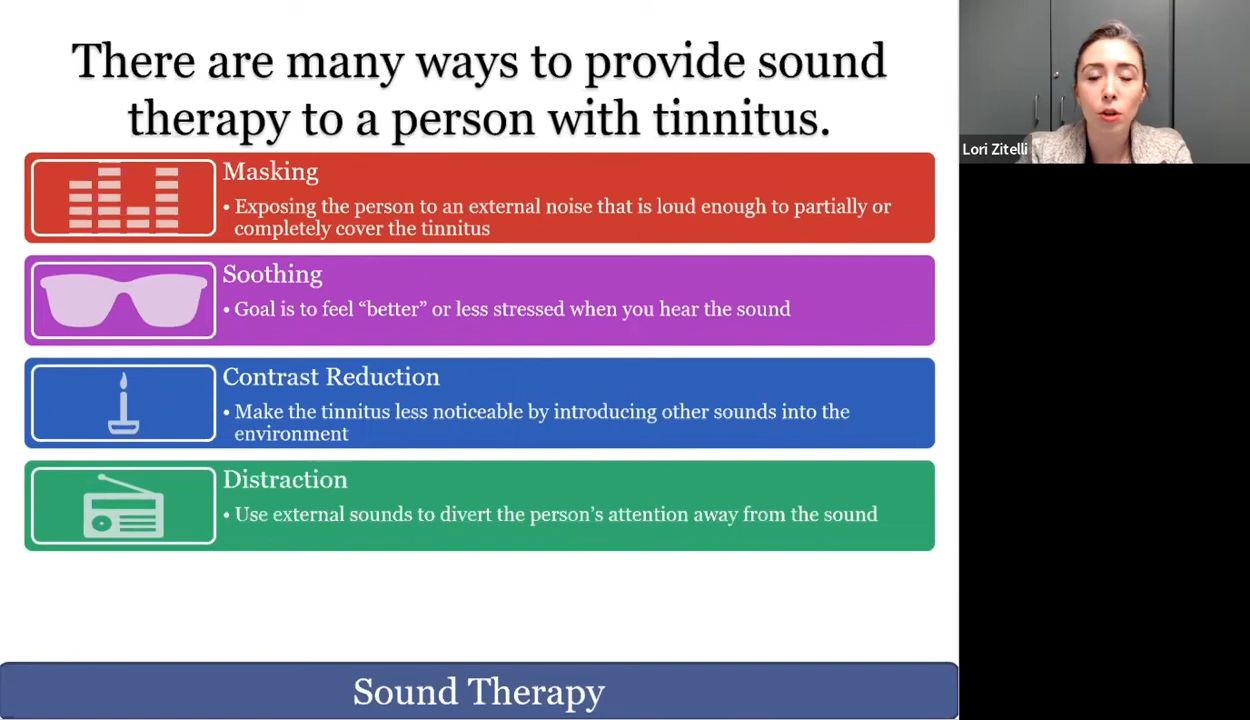 There are many ways to provide sound
therapy to a person with tinnitus.
Masking
• Exposing the person to an external noise that is loud enough to partially or
completely cover the tinnitus
Soothing
• Goal is to feel “better” or less stressed when you hear the sound
Contrast Reduction
• Make the tinnitus less noticeable by introducing other sounds into the
environment
Distraction
• Use external sounds to divert the person’s attention away from the sound
Sound Therapy
Lori Zitelli